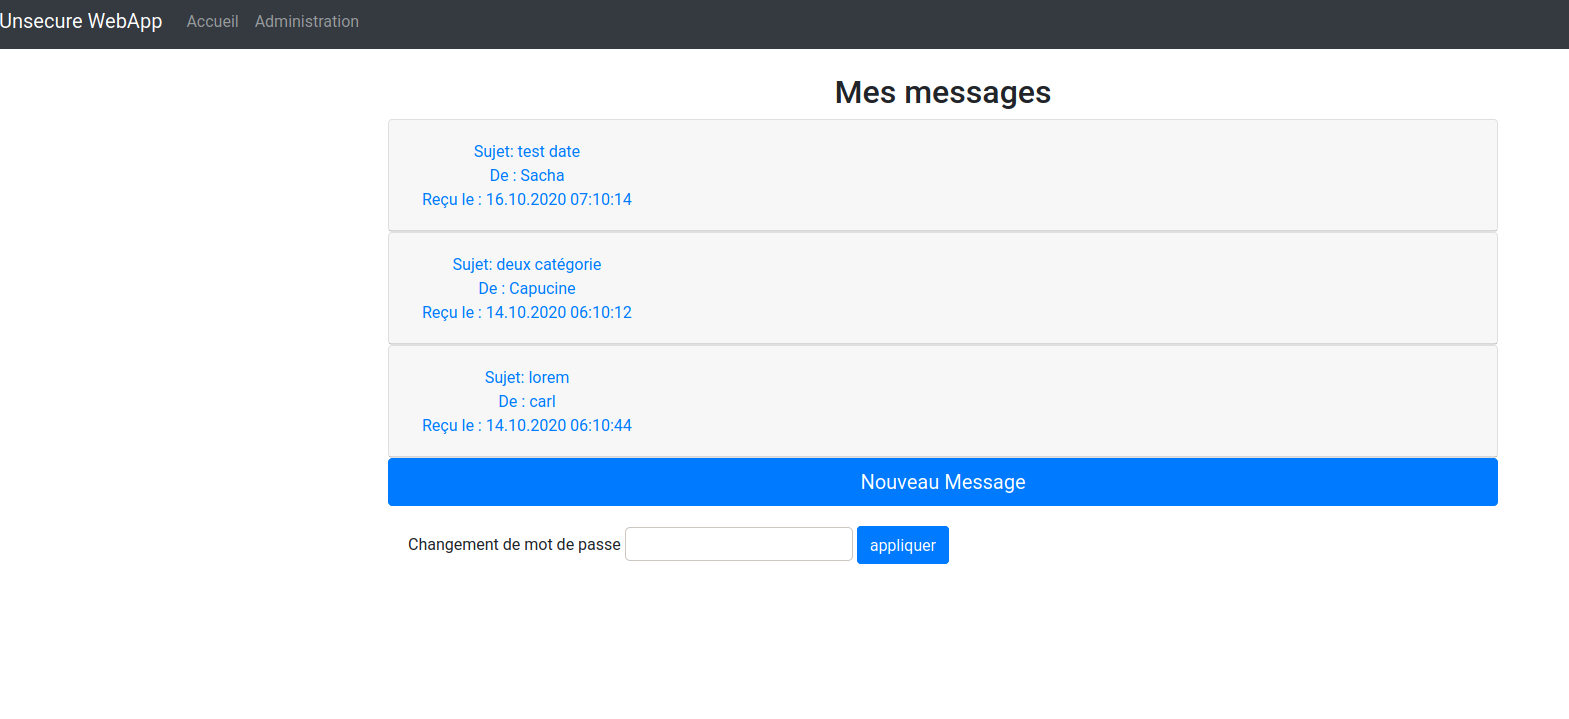 Unsecure WebApp Accueil Administration
Mes messages
Sujet: test date
De : Sacha
Reçu le : 16.10.2020 07:10:14
Sujet: deux catégorie
De : Capucine
Reçu le : 14.10.2020 06:10:12
Sujet: lorem
De : carl
Reçu le : 14.10.2020 06:10:44
Nouveau Message
Changement de mot de passe appliquer